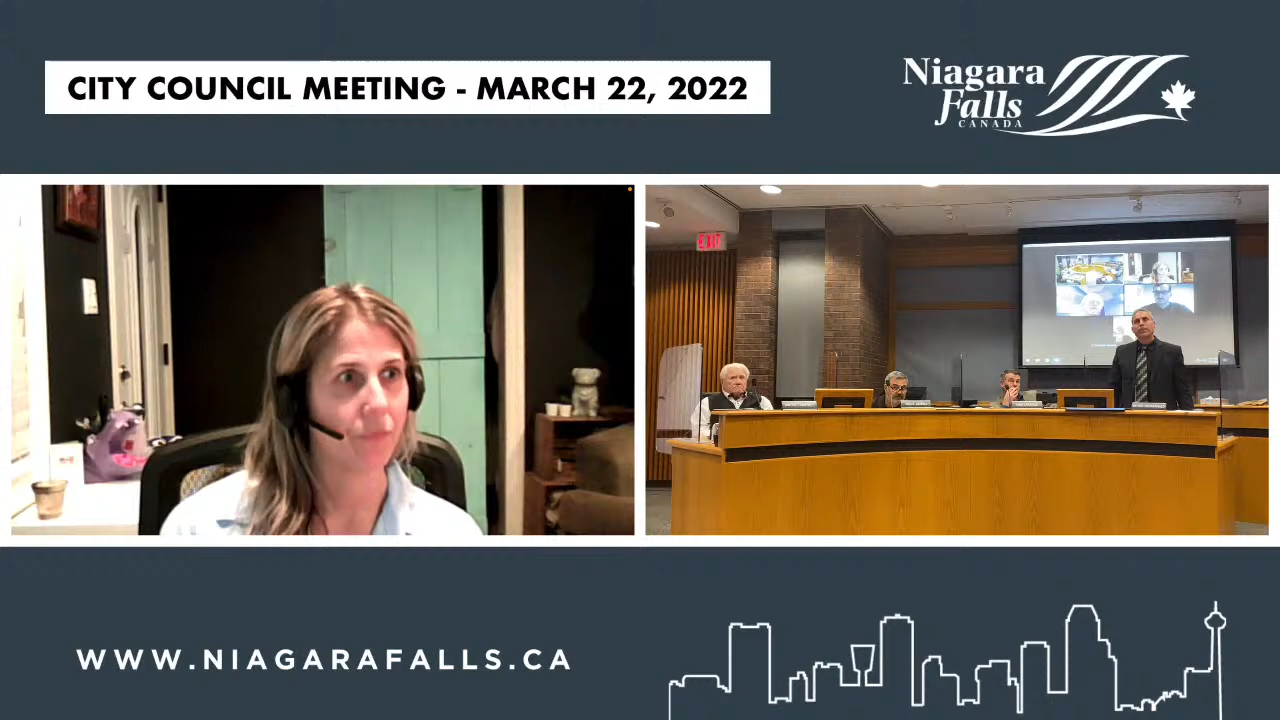 CITY COUNCIL MEETING - MARCH 22, 2022
Niagara
Falls
CANADA
EXIT
WWW.NIAGARAFALLS.CA